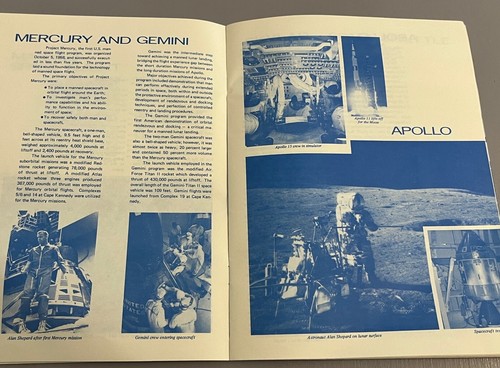 MERCURY AND GEMINI
Project Mercury, the first U.S. man-
ned space flight program, was organized
October 5, 1958, and successfully execut-
ed in less than five years. The program
laid a sound foundation for the technology
of manned space flight.
The primary objectives of Project
Mercury were:
• To place a manned spacecraft in
orbital flight around the Earth.
• To investigate man's perfor-
mance capabilities and his abili-
ty to function in the environ-
ment of space.
• To recover safely both man and
spacecraft.
The Mercury spacecraft, a one-man,
bell-shaped vehicle, 9.5 feet high and 6
feet across at its reentry heat shield base,
weighed approximately 4,000 pounds at
liftoff and 2,400 pounds at recovery.
The launch vehicle for the Mercury
suborbital missions was a modified Red-
stone rocket generating 78,000 pounds
of thrust at liftoff. A modified Atlas
rocket whose three engines produced
367,000 pounds of thrust was employed
for Mercury orbital flights. Complexes
5/6 and 14 at Cape Kennedy were utilized
for the Mercury missions.
Gemini was the intermediate step
toward achieving a manned lunar landing,
bridging the flight experience gap between
the short duration Mercury missions and
the long-duration missions of Apollo.
Major objectives achieved during the
program included demonstration that man
can perform effectively during extended
periods in space, both within and outside
the protective environment of a spacecraft,
development of rendezvous and docking
techniques, and perfection of controlled
reentry and landing procedures.
The Gemini program provided the
first American demonstration of orbital
rendezvous and docking — a critical ma-
neuver for a manned lunar landing.
The two-man Gemini spacecraft was
also a bell-shaped vehicle; however, it was
almost twice as heavy, 20 percent larger
and contained 50 percent more volume
than the Mercury spacecraft.
The launch vehicle employed in the
Gemini program was the modified Air
Force Titan II rocket which developed a
thrust of 430,000 pounds at liftoff. The
overall length of the Gemini Titan II space
vehicle was 109 feet. Gemini flights were
launched from Complex 19 at Cape Ken-
nedy.
Alan Shepard after first Mercury mission
Gemini crew entering spacecraft
Apollo 15 crew in simulator
Apollo 11 lifts off
for the Moon
APOLLO
Astronaut Alan Shepard on lunar surface.
Spacecraft